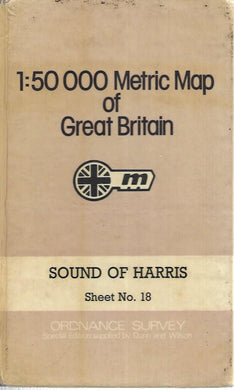 1:50 000 Metric Map
of
Great Britain
m
SOUND OF HARRIS
Sheet No. 18
ORDNANCE SURVEY
Special Edition supplied by Dunn and Wilson